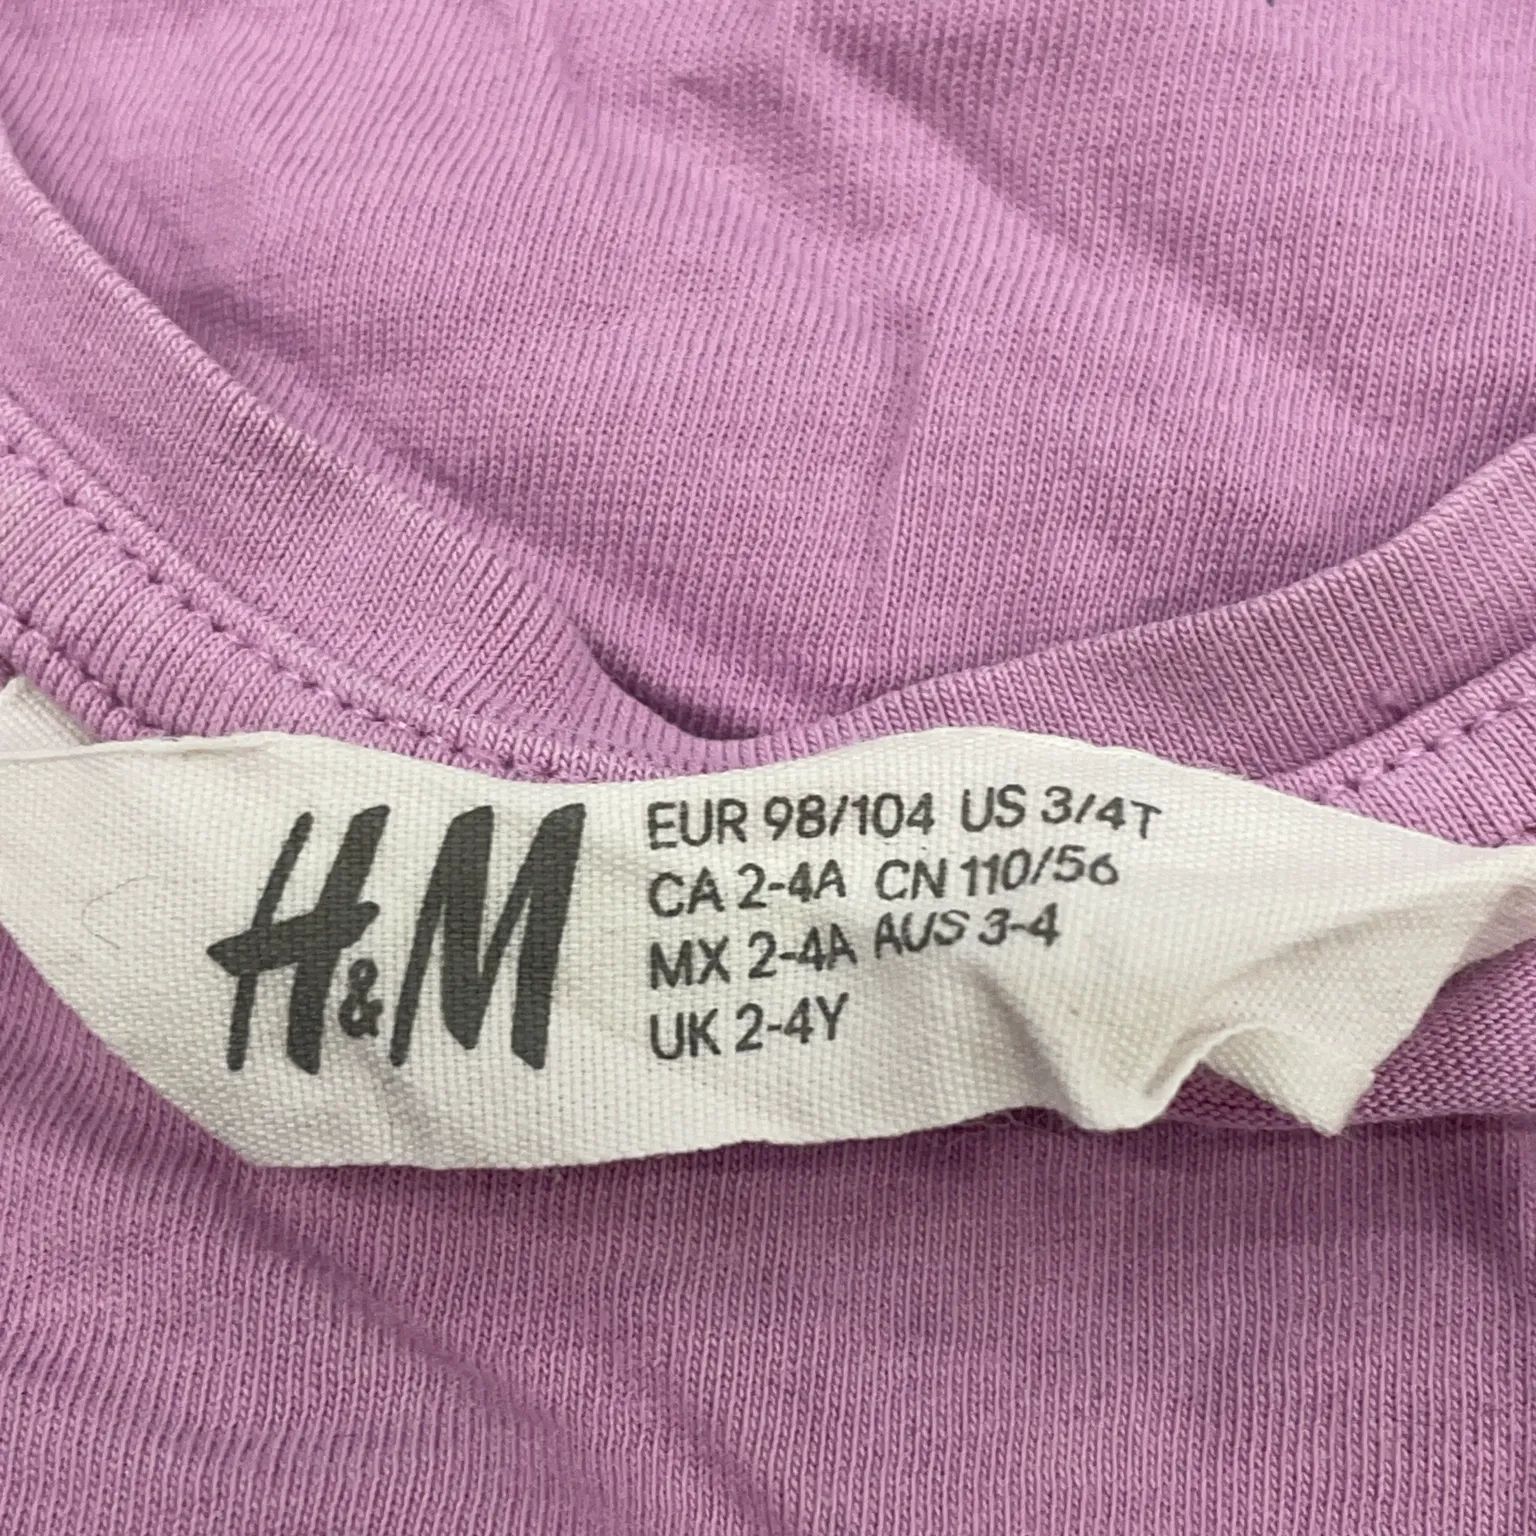 H&M
EUR 98/104 US 3/4T
CA 2-4A CN 110/56
MX 2-4A AUS 3-4
UK 2-4Y